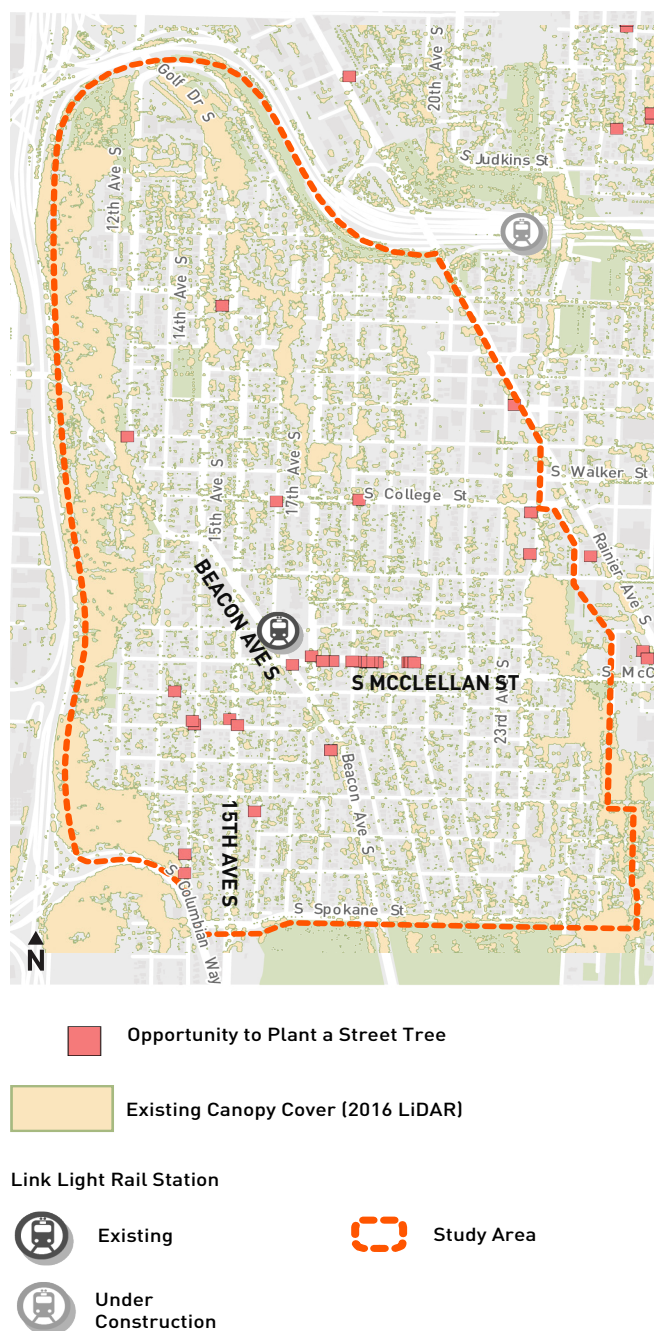 Golf Dr S
20th Ave S
S Judkins St
12th Ave S
14th Ave S
15th Ave S
17th Ave S
S Walker St
S College St
Rainier Ave S
BEACON AVE S
S McC
S MCCLELLAN ST
23rd Ave S
Beacon Ave S
15TH AVE S
S Columbian Way
S Spokane St
N
Opportunity to Plant a Street Tree
Existing Canopy Cover (2016 LiDAR)
Link Light Rail Station
Existing
Study Area
Under
Construction